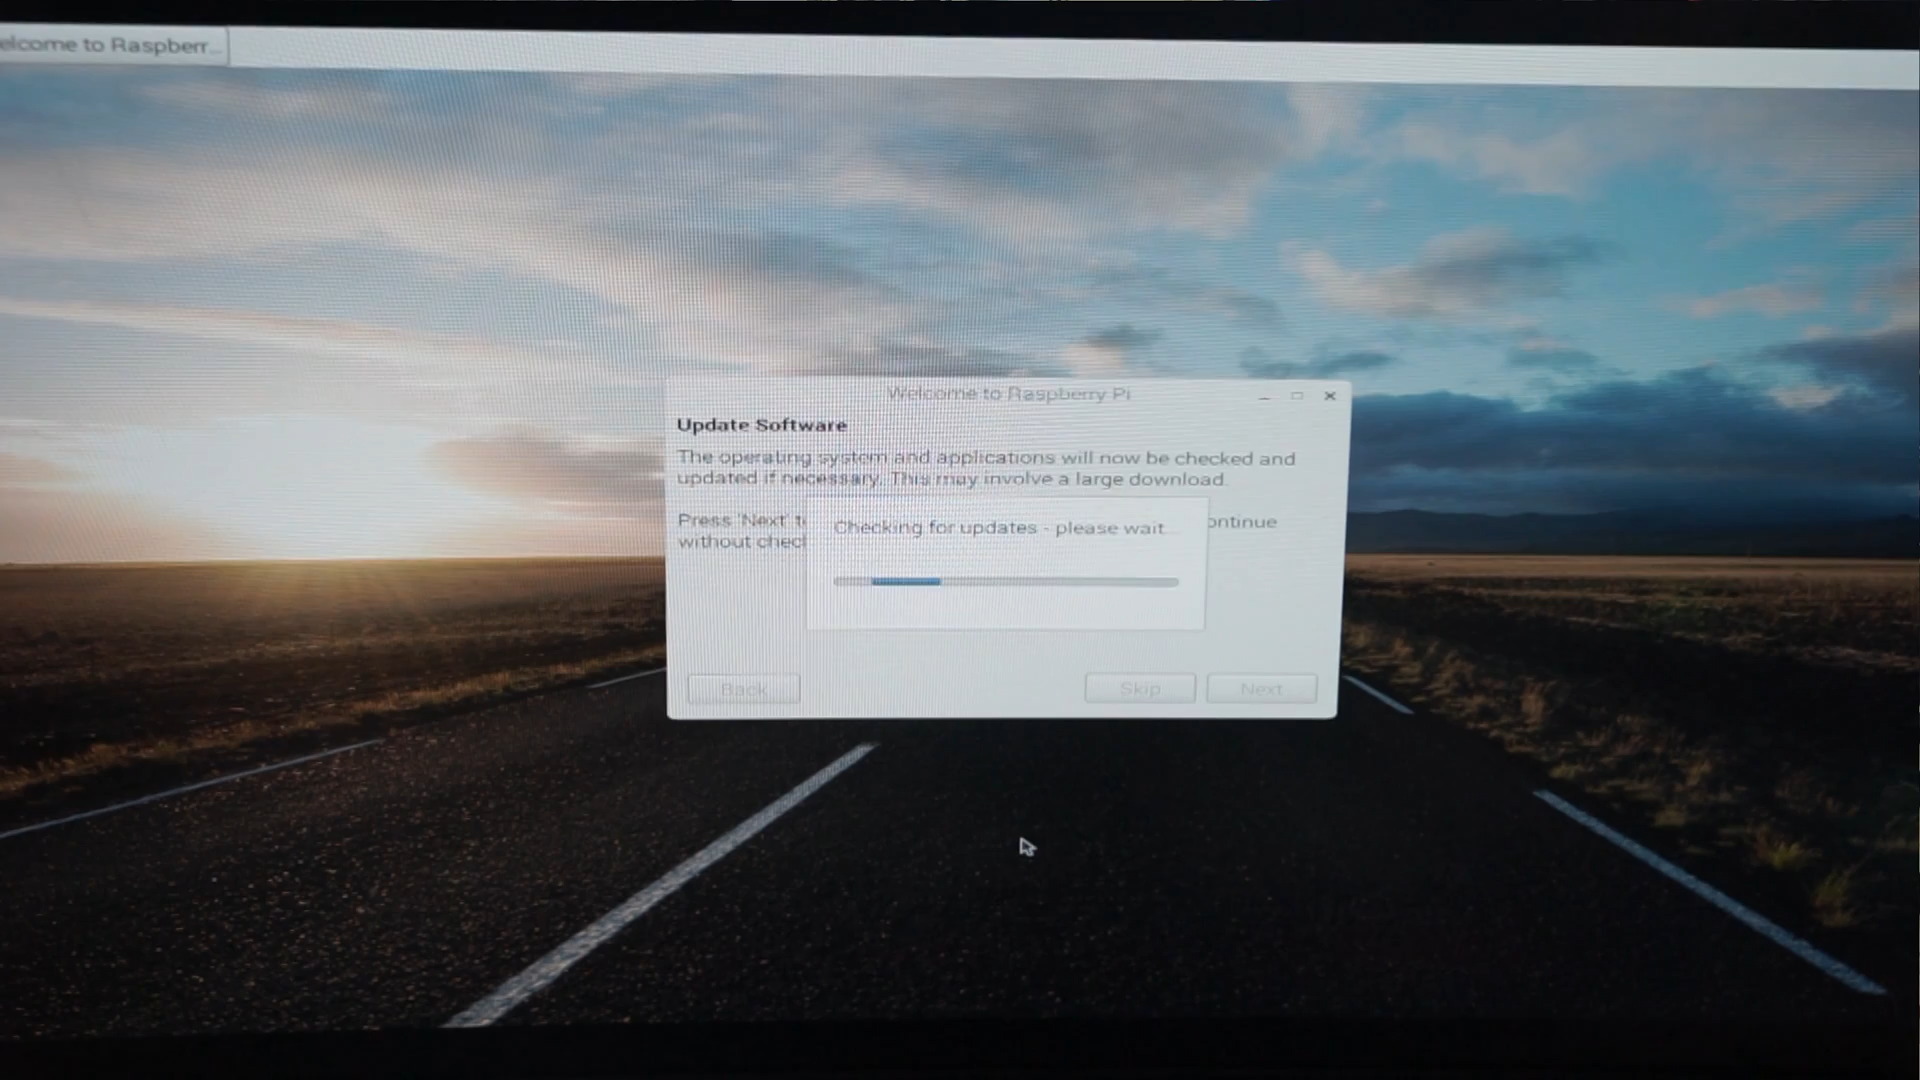 elcome to Raspberr...
Welcome to Raspberry Pi
Update Software
The operating system and applications will now be checked and
updated if necessary. This may involve a large download.
Press 'Next' t
ontinue
without chec
Checking for updates - please wait...
Back
Skip
Next